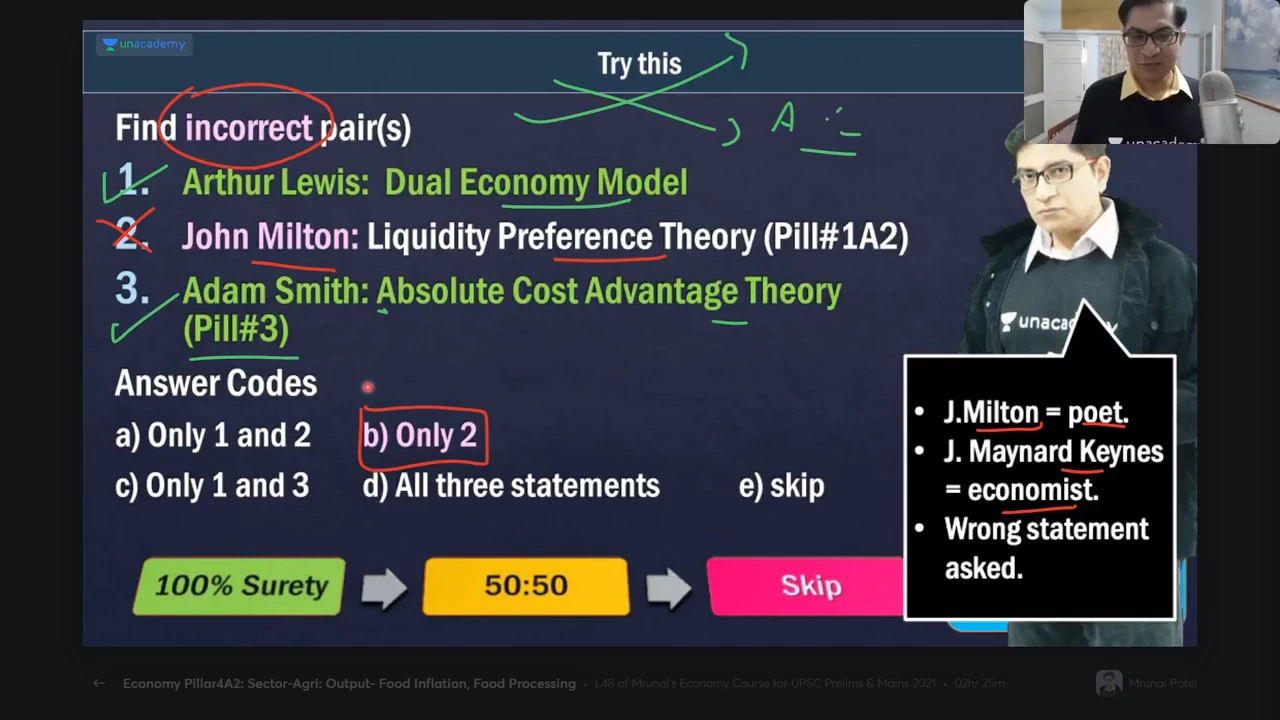 unacademy
Try this
A
Find incorrect pair(s)
1. Arthur Lewis: Dual Economy Model
2. John Milton: Liquidity Preference Theory (Pill#1A2)
3. Adam Smith: Absolute Cost Advantage Theory
(Pill#3)
Answer Codes
a) Only 1 and 2 b) Only 2
c) Only 1 and 3 d) All three statements e) skip
100% Surety 50:50 Skip
unacademy
unacademy
• J.Milton = poet.
• J. Maynard Keynes
= economist.
• Wrong statement
asked.
← Economy Pillar4A2: Sector-Agri: Output- Food Inflation, Food Processing • L48 of Mrunal's Economy Course for UPSC Prelims & Mains 2021 • 02hr 25m Mrunal Patel